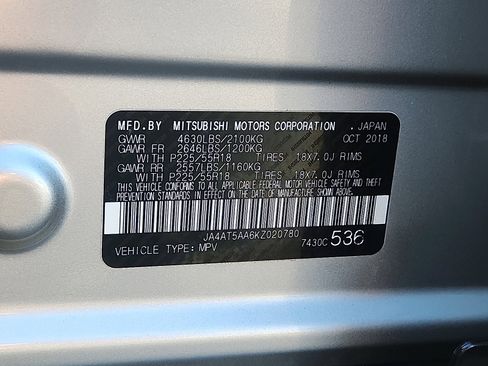 MFD.BY MITSUBISHI MOTORS CORPORATION . JAPAN
GVWR 4630LBS/2100KG OCT 2018
GAWR FR 2646LBS/1200KG
WITH P225/55R18 TIRES 18X7.0J RIMS
GAWR RR 2557LBS/1160KG
WITH P225/55R18 TIRES 18X7.0J RIMS
THIS VEHICLE CONFORMS TO ALL APPLICABLE FEDERAL MOTOR VEHICLE SAFETY, BUMPER AND THEFT
PREVENTION STANDARDS IN EFFECT ON THE DATE OF MANUFACTURE SHOWN ABOVE.
JA4AT5AA6KZ020780
VEHICLE TYPE: MPV 7430C 536